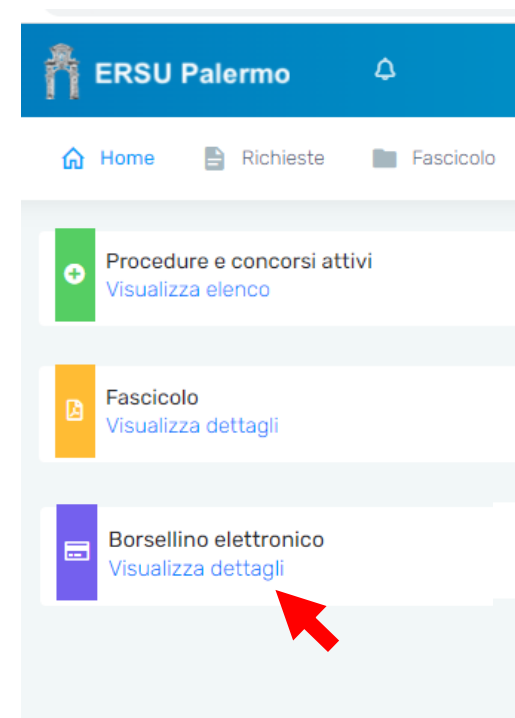 ERSU Palermo
Home Richieste Fascicolo
Procedure e concorsi attivi
Visualizza elenco
Fascicolo
Visualizza dettagli
Borsellino elettronico
Visualizza dettagli